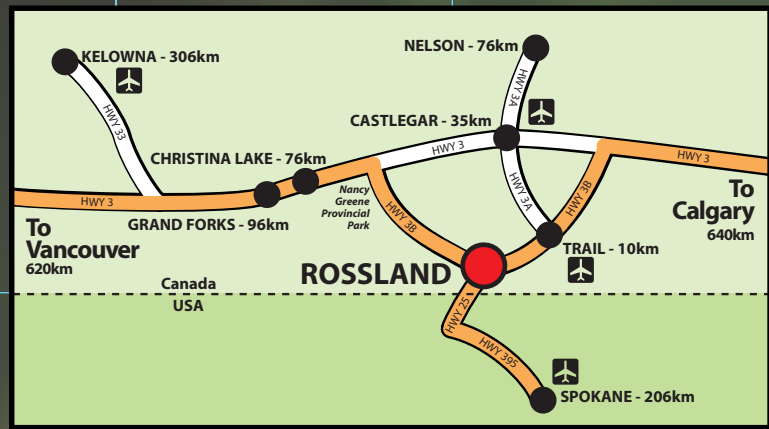 NELSON - 76km
KELOWNA - 306km
HWY 3A
HWY 33
CASTLEGAR - 35km
HWY 3
HWY 3
CHRISTINA LAKE - 76km
HWY 3A
HWY 3B
Nancy
Greene
Provincial
Park
To
Calgary
640km
HWY 3
GRAND FORKS - 96km
HWY 3B
To
Vancouver
620km
TRAIL - 10km
ROSSLAND
Canada
USA
HWY 25
HWY 395
SPOKANE - 206km